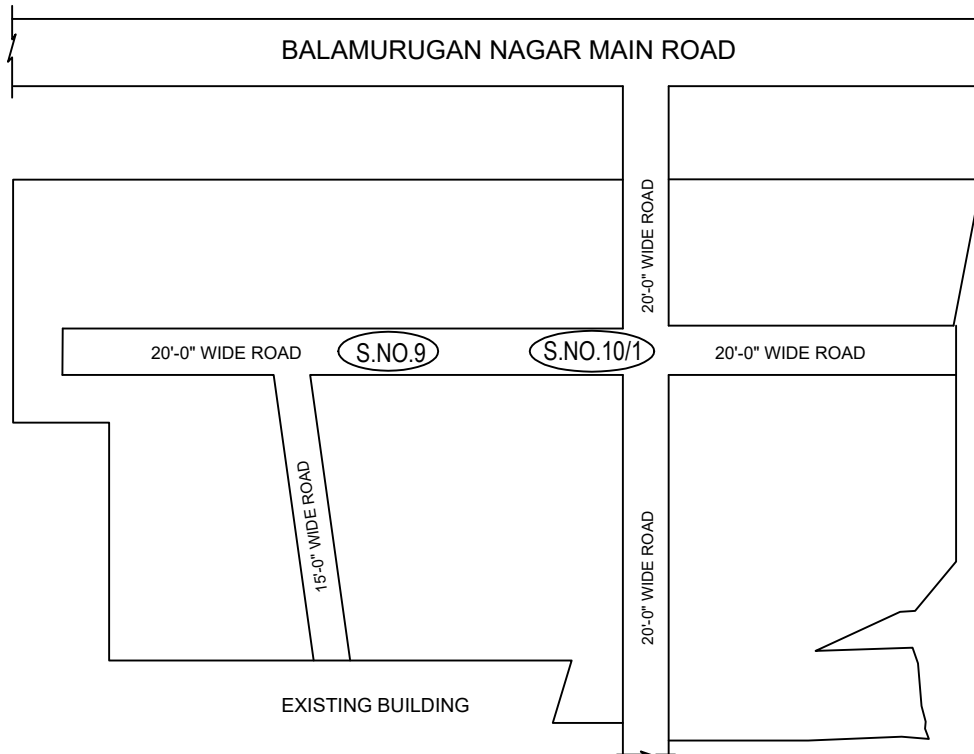 BALAMURUGAN NAGAR MAIN ROAD
20'-0" WIDE ROAD
20'-0" WIDE ROAD
S.NO.9
S.NO.10/1
20'-0" WIDE ROAD
15'-0" WIDE ROAD
20'-0" WIDE ROAD
EXISTING BUILDING